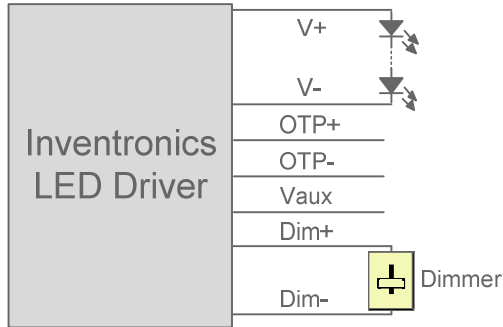 Inventronics
LED Driver
V+
V-
OTP+
OTP-
Vaux
Dim+
Dimmer
Dim-